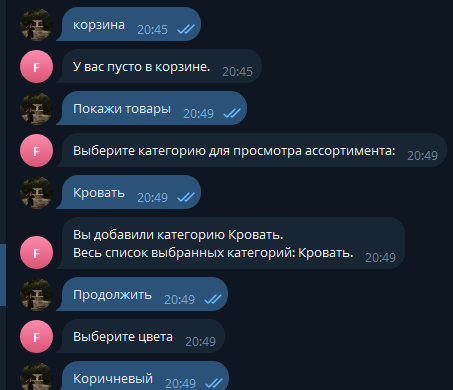 корзина 20:45
F У вас пусто в корзине. 20:45
Покажи товары 20:49
F Выберите категорию для просмотра ассортимента: 20:49
Кровать 20:49
Вы добавили категорию Кровать.
F Весь список выбранных категорий: Кровать. 20:49
Продолжить 20:49
F Выберите цвета 20:49
Коричневый 20:49